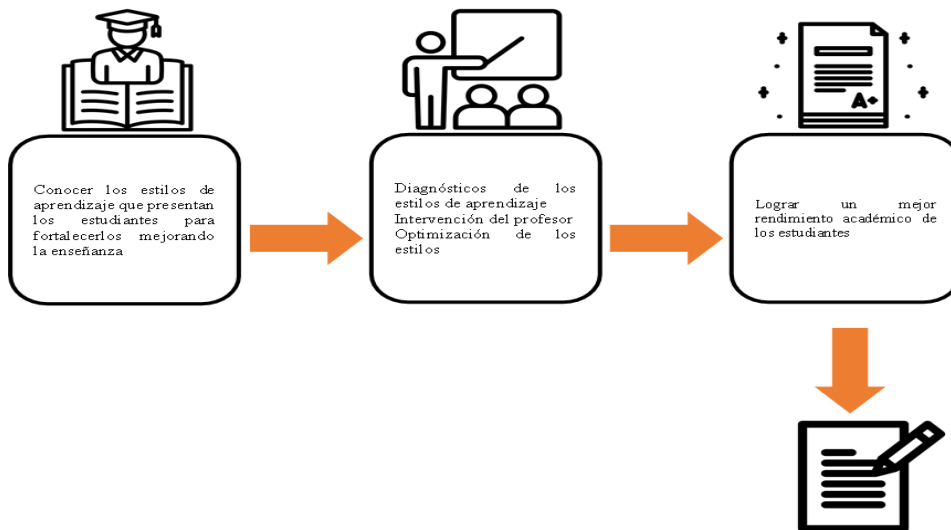 A+
Conocer los estilos de
aprendizaje que presentan
los estudiantes para
fortalecerlos mejorando
la enseñanza
Diagnósticos de los
estilos de aprendizaje
Intervención del profesor
Optimización de los
estilos
Lograr un mejor
rendimiento académico de
los estudiantes